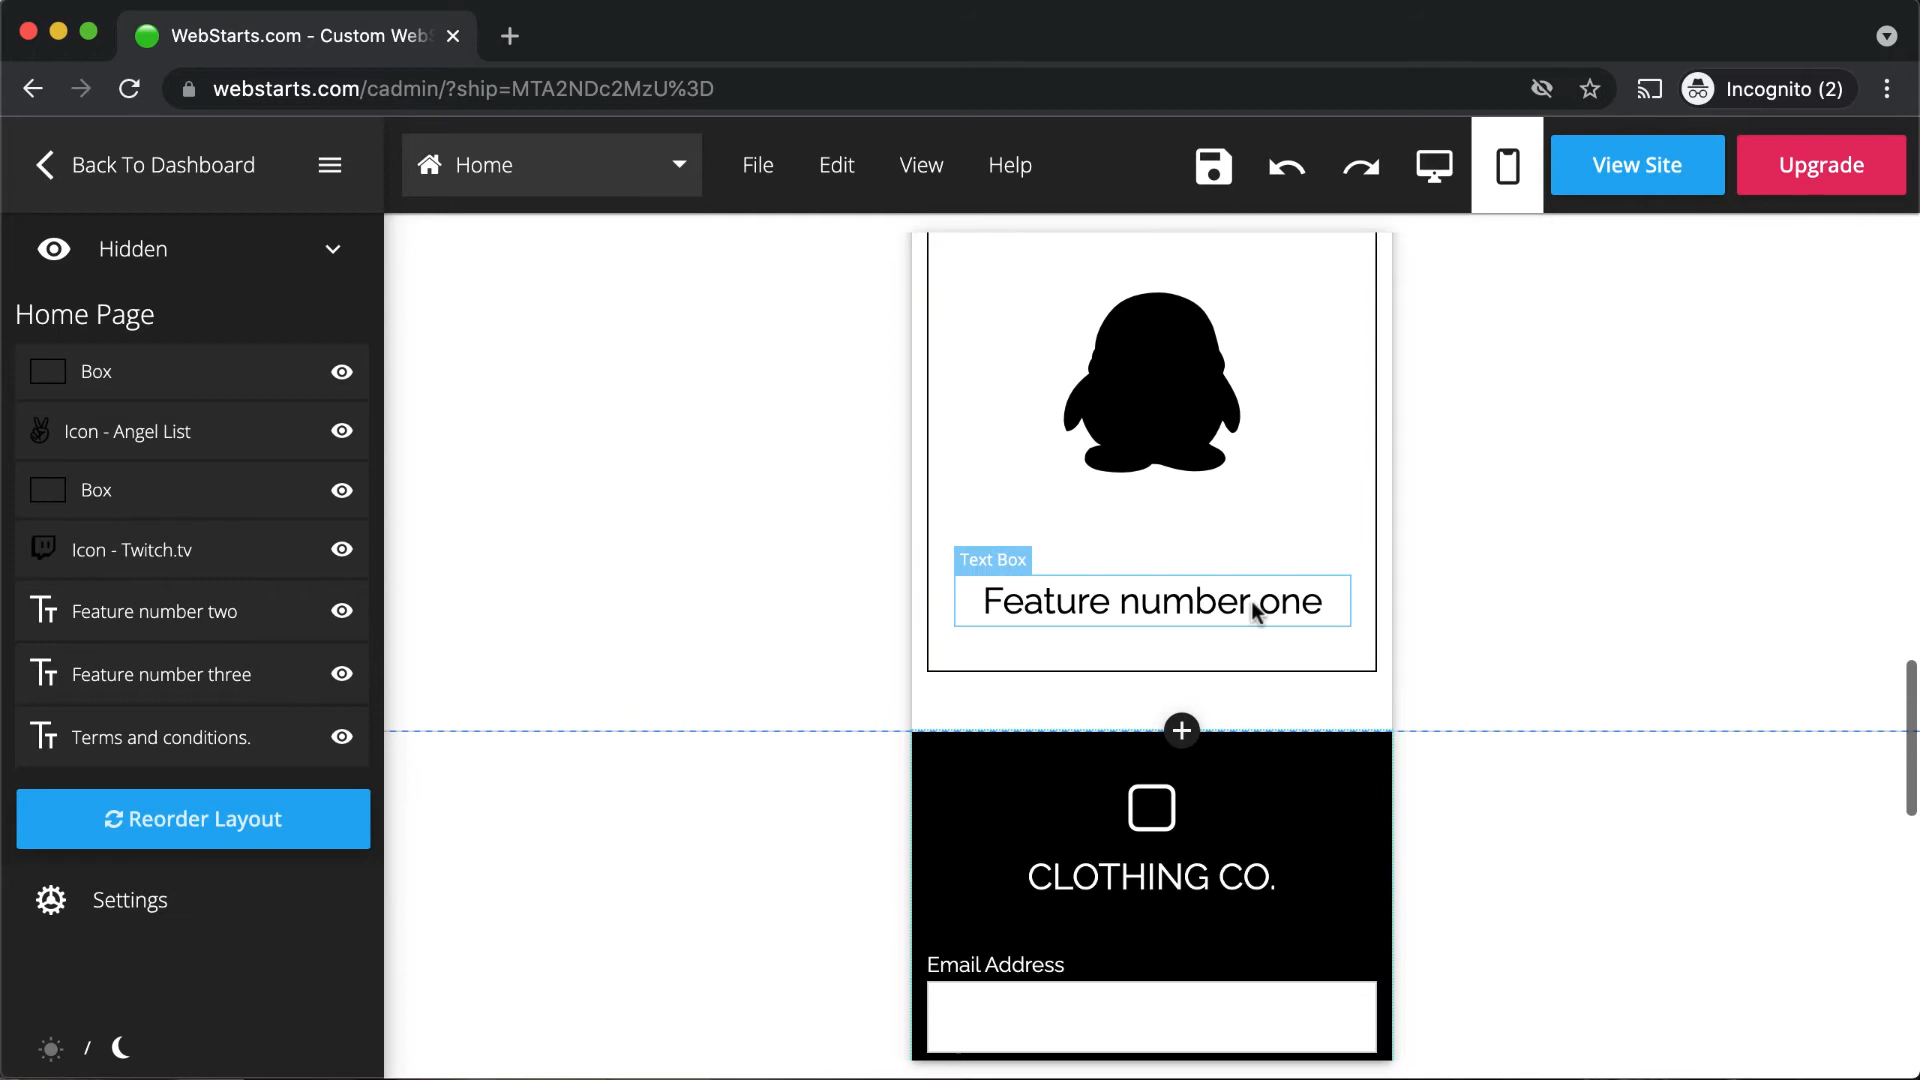 WebStarts.com - Custom Web
webstarts.com/cadmin/?ship=MTA2NDc2MzU%3D
Incognito (2)
Back To Dashboard
Home
File
Edit
View
Help
View Site
Upgrade
Hidden
Home Page
Box
Icon - Angel List
Box
Icon - Twitch.tv
Feature number two
Feature number three
Terms and conditions.
Reorder Layout
Settings
/
Text Box
Feature number one
CLOTHING CO.
Email Address